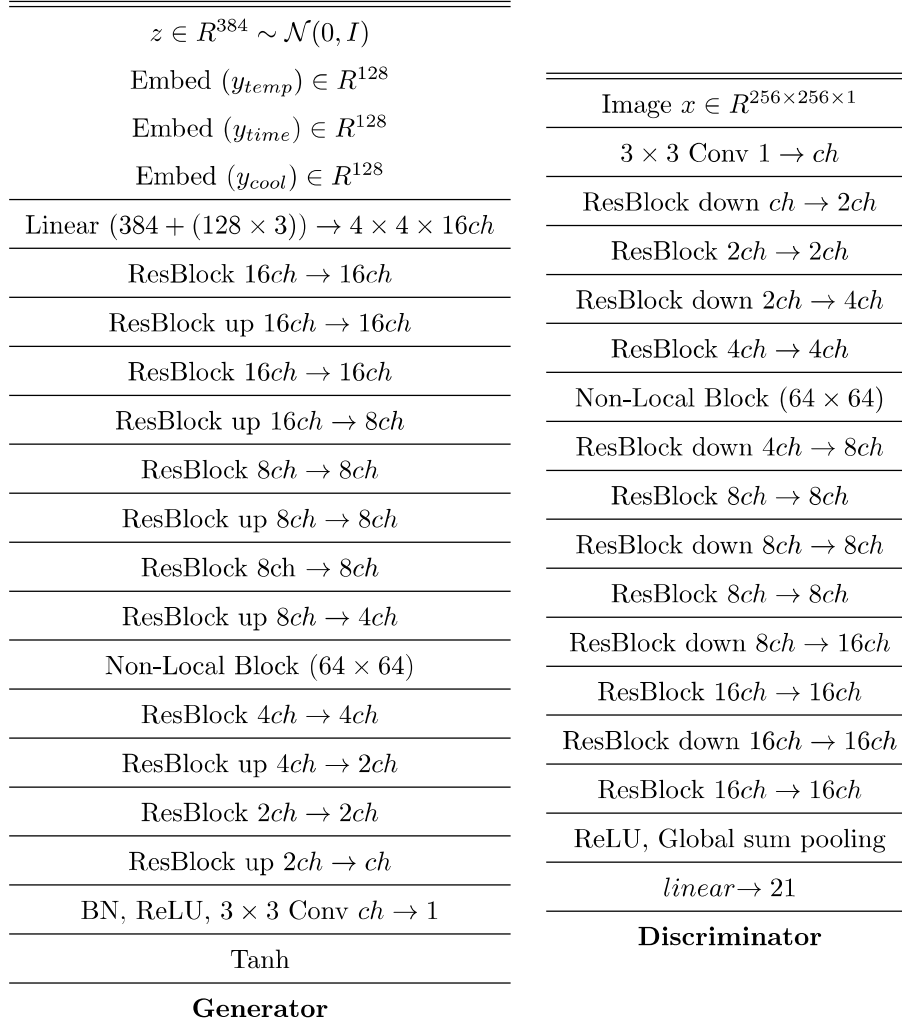 z ∈ R^{384} ∼ 𝒩(0, I)
Embed (y_{temp}) ∈ R^{128}
Embed (y_{time}) ∈ R^{128}
Embed (y_{cool}) ∈ R^{128}
Linear (384 + (128 × 3)) → 4 × 4 × 16ch
ResBlock 16ch → 16ch
ResBlock up 16ch → 16ch
ResBlock 16ch → 16ch
ResBlock up 16ch → 8ch
ResBlock 8ch → 8ch
ResBlock up 8ch → 8ch
ResBlock 8ch → 8ch
ResBlock up 8ch → 4ch
Non-Local Block (64 × 64)
ResBlock 4ch → 4ch
ResBlock up 4ch → 2ch
ResBlock 2ch → 2ch
ResBlock up 2ch → ch
BN, ReLU, 3 × 3 Conv ch → 1
Tanh
Generator
Image x ∈ R^{256×256×1}
3 × 3 Conv 1 → ch
ResBlock down ch → 2ch
ResBlock 2ch → 2ch
ResBlock down 2ch → 4ch
ResBlock 4ch → 4ch
Non-Local Block (64 × 64)
ResBlock down 4ch → 8ch
ResBlock 8ch → 8ch
ResBlock down 8ch → 8ch
ResBlock 8ch → 8ch
ResBlock down 8ch → 16ch
ResBlock 16ch → 16ch
ResBlock down 16ch → 16ch
ResBlock 16ch → 16ch
ReLU, Global sum pooling
linear→ 21
Discriminator